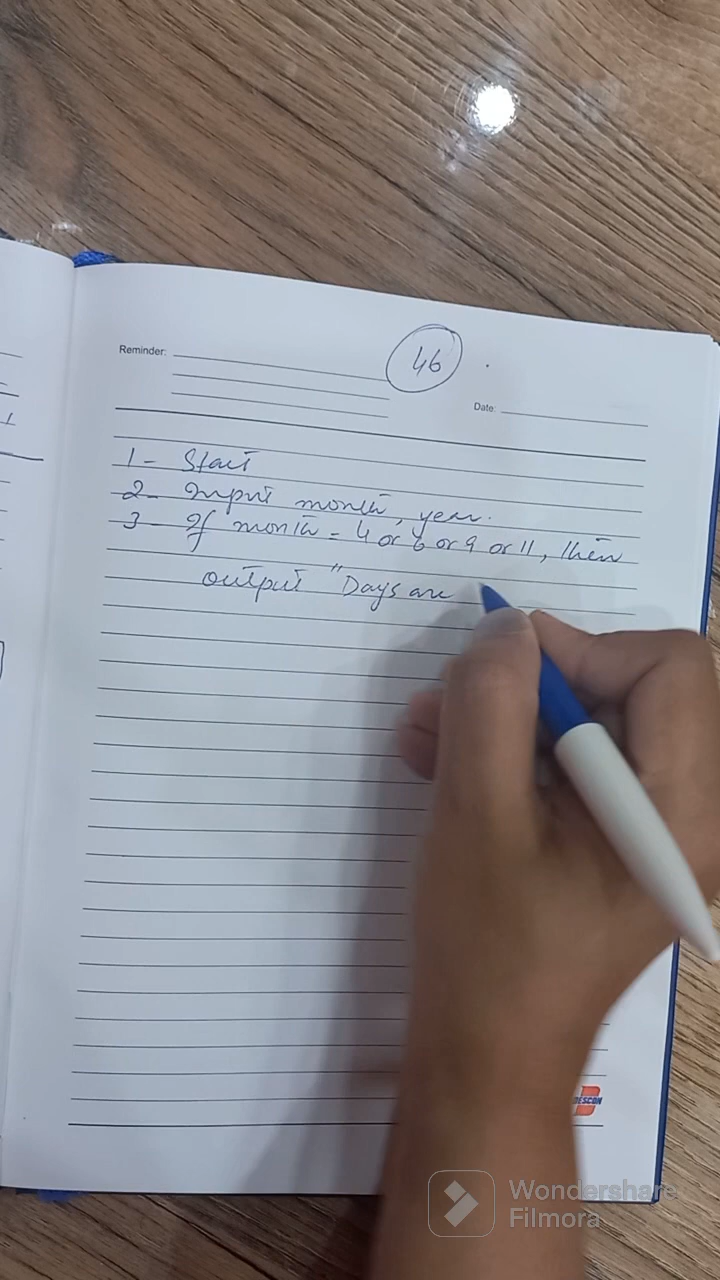 46
Reminder:
Date:
1- Start
2- Input month, year.
3- If month = 4 or 6 or 9 or 11, then
output "Days are
DESCON
Wondershare
Filmora